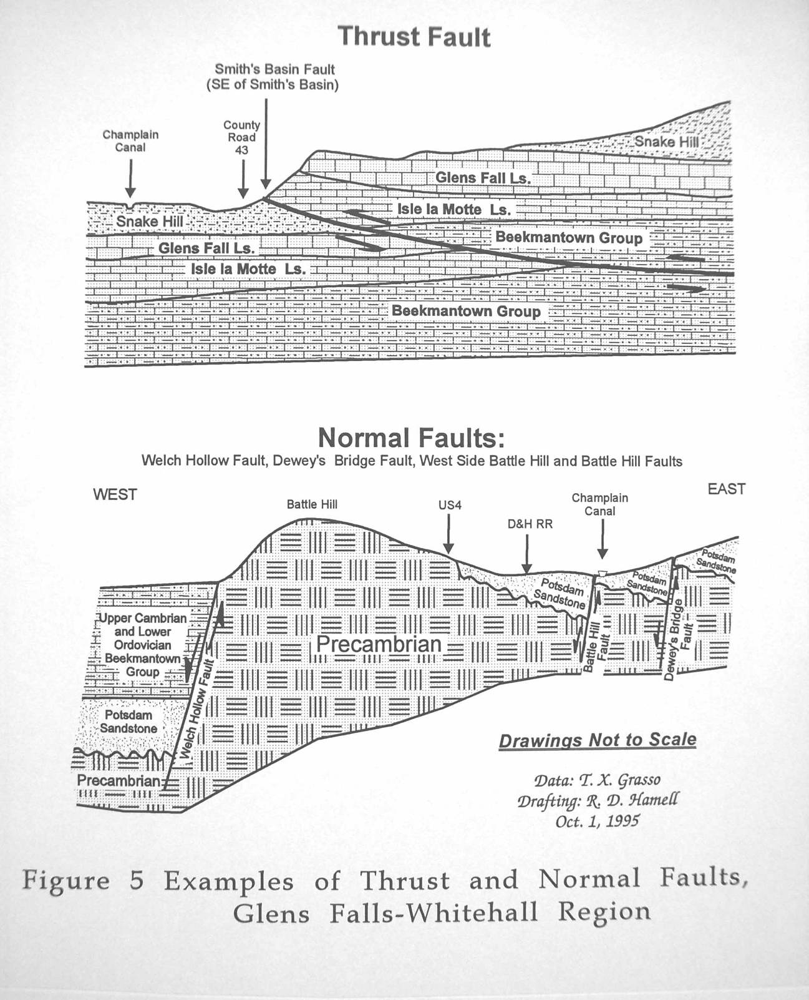 Thrust Fault
Smith's Basin Fault
(SE of Smith's Basin)
Champlain
Canal
County
Road
43
Snake Hill
Glens Fall Ls.
Isle la Motte Ls.
Beekmantown Group
Snake Hill
Glens Fall Ls.
Isle la Motte Ls.
Beekmantown Group
Normal Faults:
Welch Hollow Fault, Dewey's Bridge Fault, West Side Battle Hill and Battle Hill Faults
WEST
EAST
Battle Hill
US4
D&H RR
Champlain
Canal
Potsdam
Sandstone
Potsdam
Sandstone
Potsdam
Sandstone
Upper Cambrian
and Lower
Ordovician
Beekmantown
Group
Potsdam
Sandstone
Precambrian
Welch Hollow Fault
Precambrian
Battle Hill
Fault
Dewey's Bridge
Fault
Drawings Not to Scale
Data: T. X. Grasso
Drafting: R. D. Hamell
Oct. 1, 1995
Figure 5 Examples of Thrust and Normal Faults,
Glens Falls-Whitehall Region